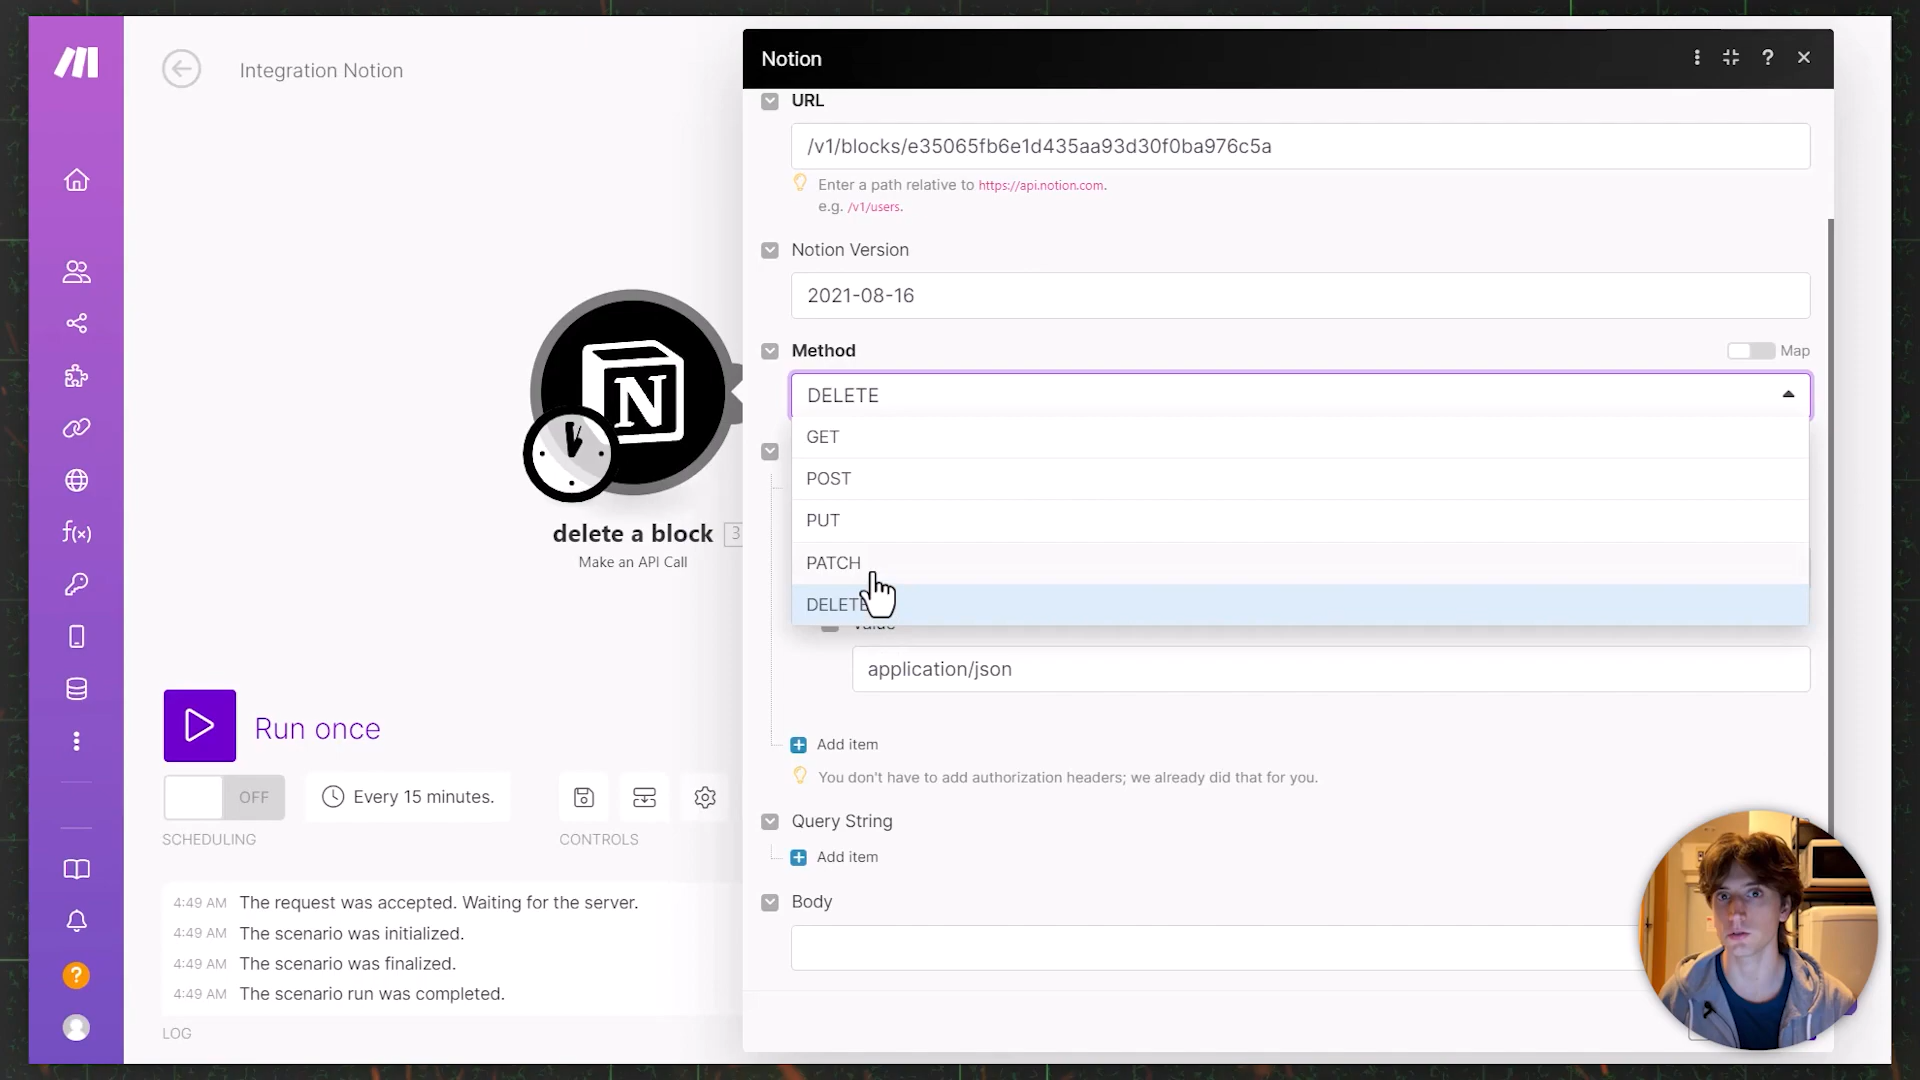 Integration Notion
Notion
URL
/v1/blocks/e35065fb6e1d435aa93d30f0ba976c5a
Enter a path relative to https://api.notion.com.
e.g. /v1/users.
Notion Version
2021-08-16
Method
Map
DELETE
GET
POST
PUT
PATCH
DELETE
Value
application/json
Add item
You don't have to add authorization headers; we already did that for you.
Query String
Add item
Body
N
delete a block 3
Make an API Call
f(x)
Run once
OFF
Every 15 minutes.
SCHEDULING
CONTROLS
4:49 AM The request was accepted. Waiting for the server.
4:49 AM The scenario was initialized.
4:49 AM The scenario was finalized.
4:49 AM The scenario run was completed.
LOG